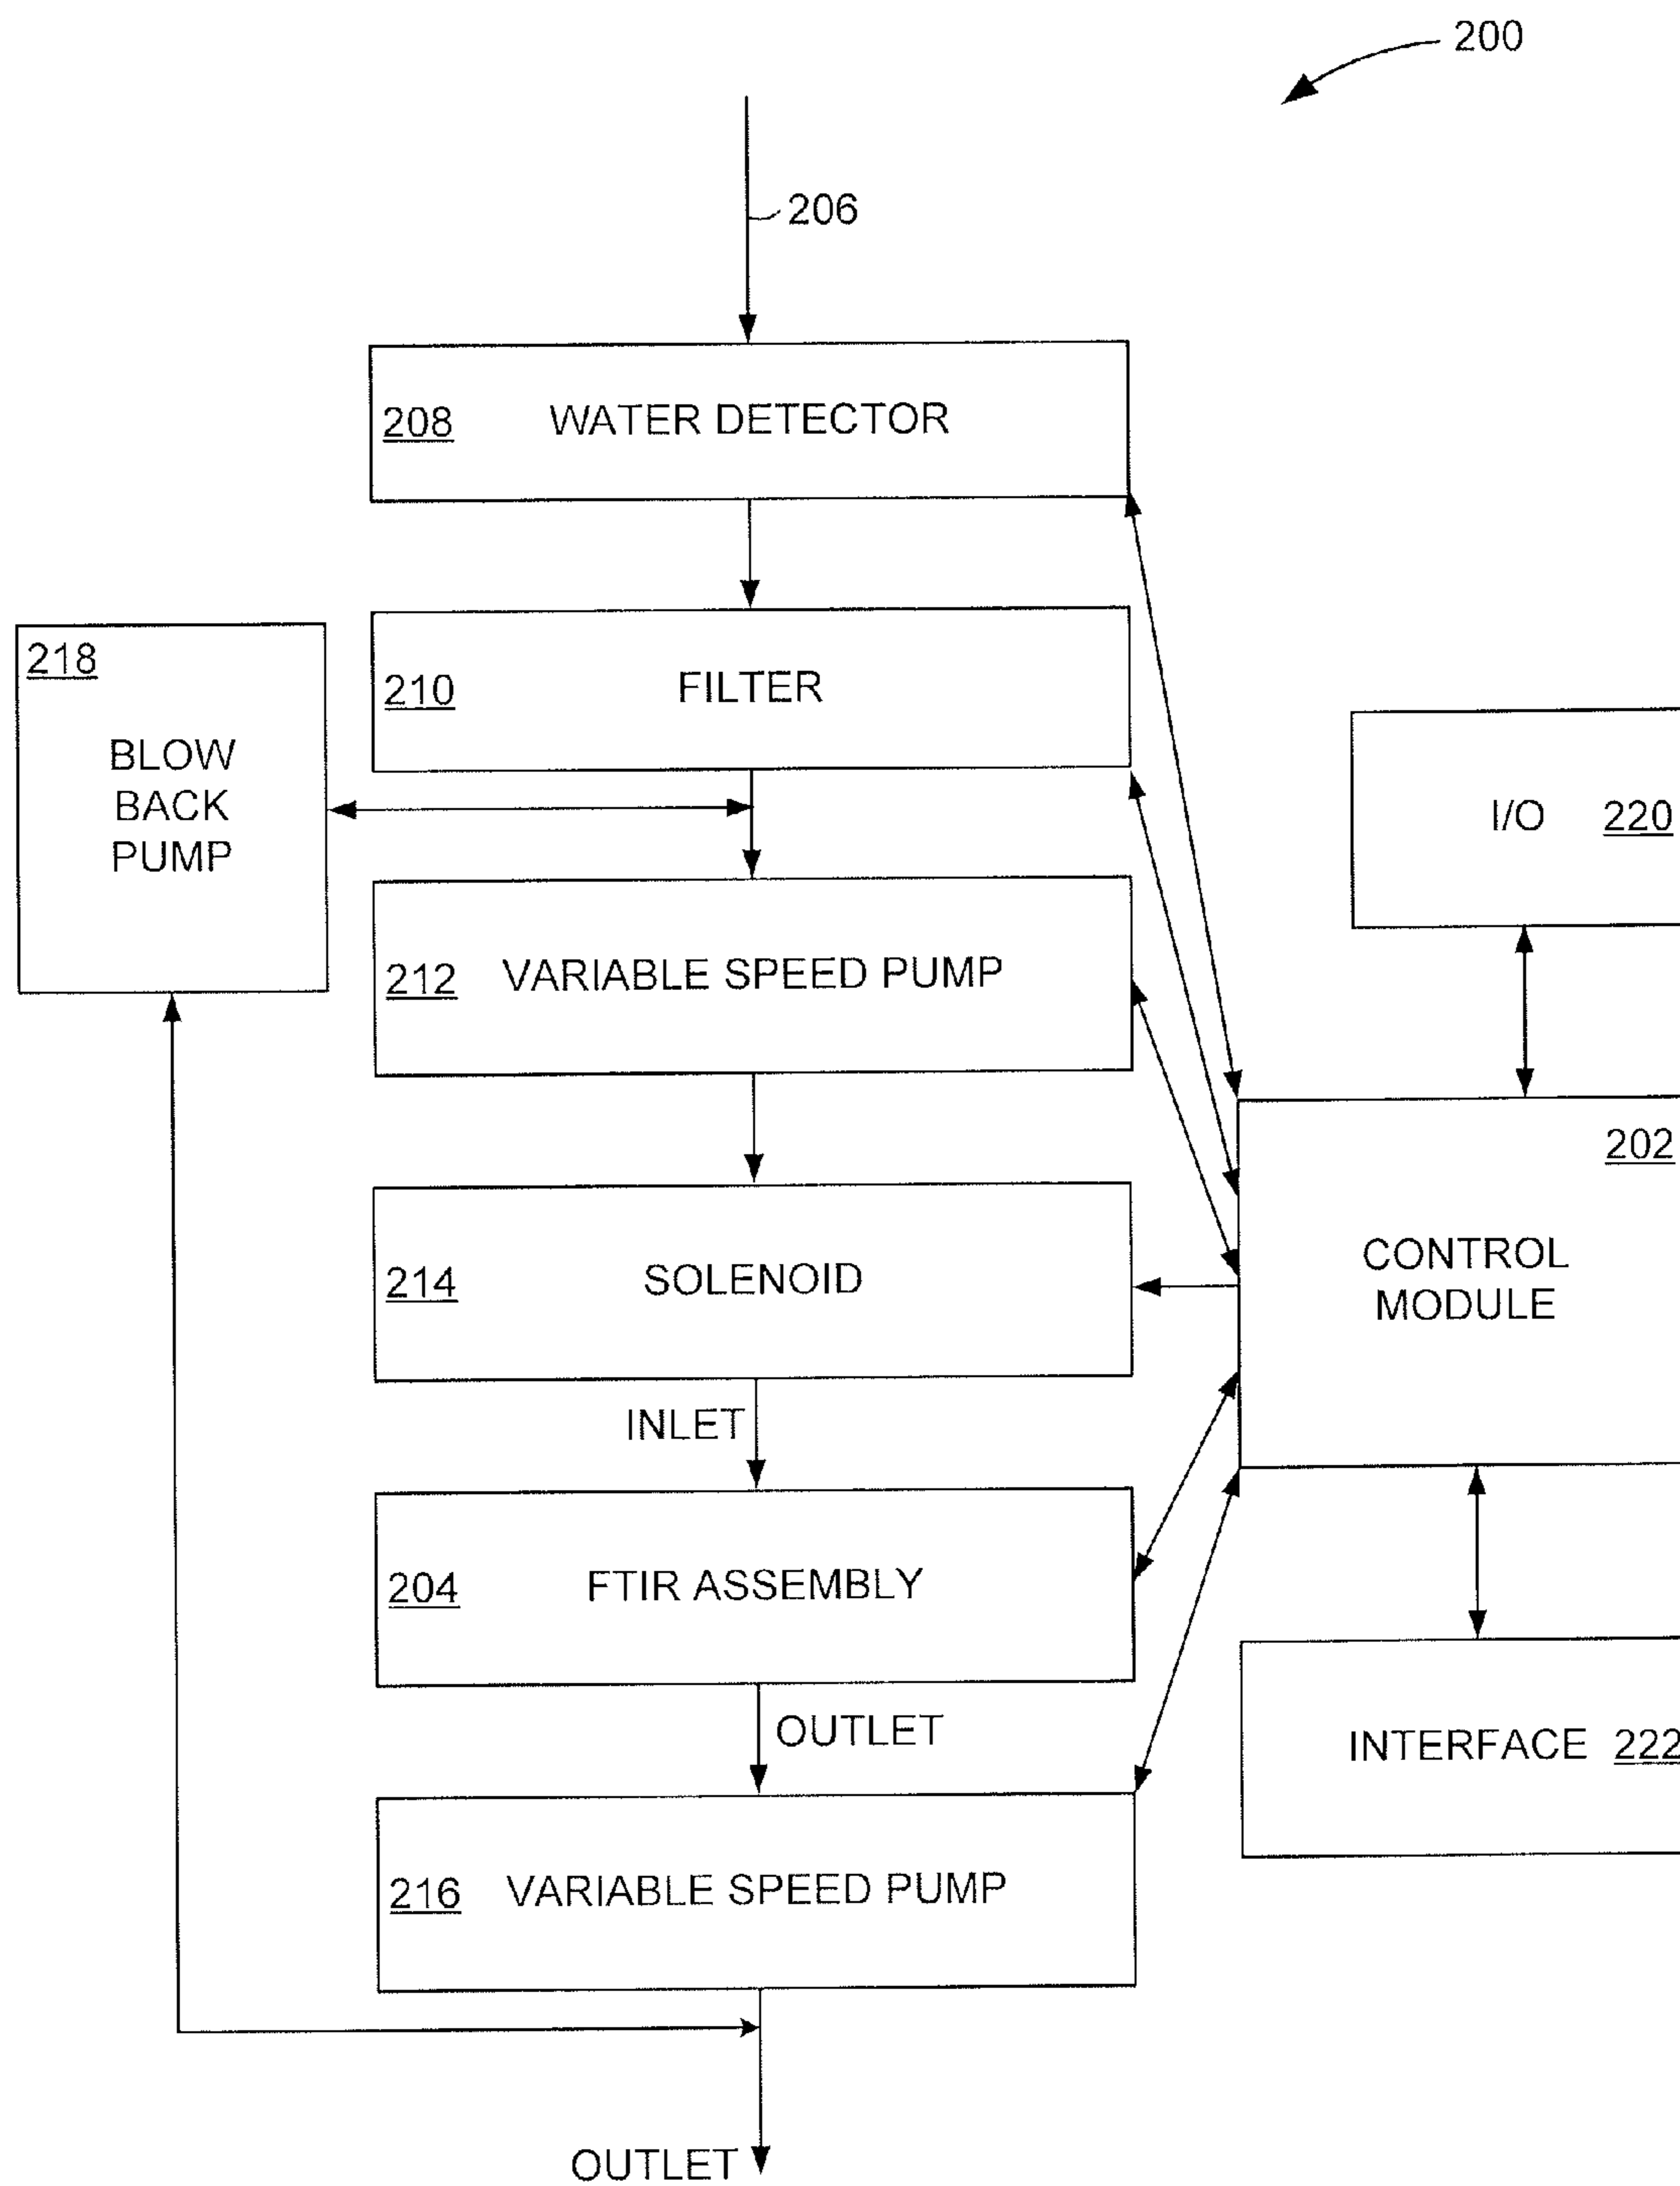 200
206
208 WATER DETECTOR
218
BLOW
BACK
PUMP
210 FILTER
I/O 220
212 VARIABLE SPEED PUMP
202
CONTROL
MODULE
214 SOLENOID
INLET
204 FTIR ASSEMBLY
OUTLET
INTERFACE 222
216 VARIABLE SPEED PUMP
OUTLET